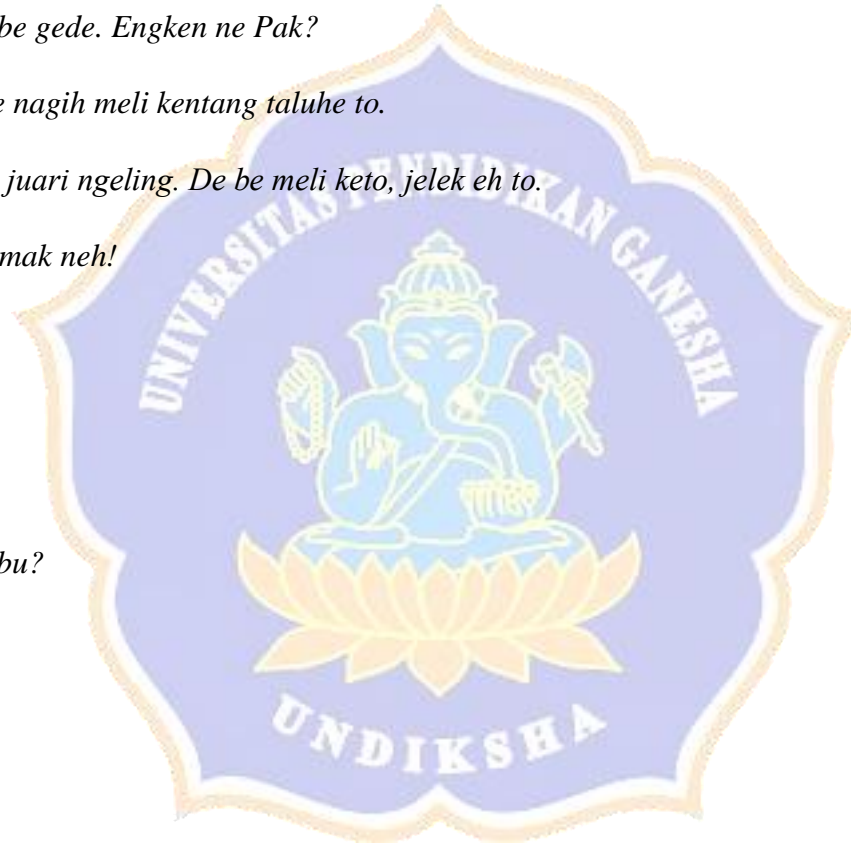 be gede. Engken ne Pak?
e nagih meli kentang taluhe to.
juari ngeling. De be meli keto, jelek eh to.
mak neh!
UNIVERSITAS PENDIDIKAN GANESHA
bu?
UNDIKSHA